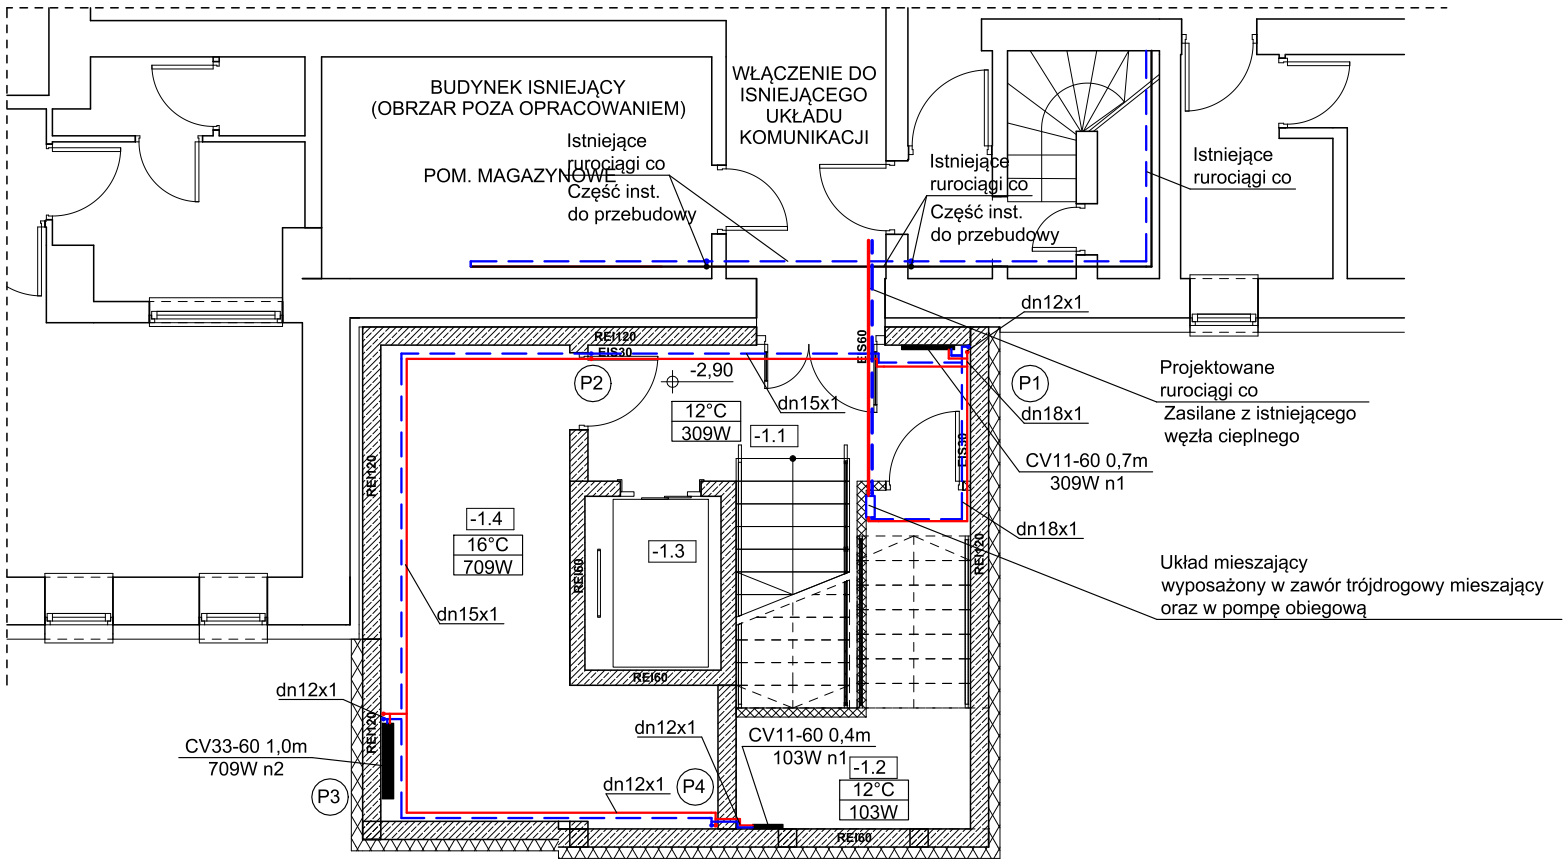 BUDYNEK ISNIEJĄCY
(OBRZAR POZA OPRACOWANIEM)
POM. MAGAZYNOWE
WŁĄCZENIE DO
ISNIEJĄCEGO
UKŁADU
KOMUNIKACJI
Istniejące
rurociągi co
Część inst.
do przebudowy
Istniejące
rurociągi co
Część inst.
do przebudowy
Istniejące
rurociągi co
dn12x1
Projektowane
rurociągi co
Zasilane z istniejącego
węzła cieplnego
REI120
EIS30
EIS60
P2
-2,90
P1
dn15x1
dn18x1
12°C
309W
-1.1
CV11-60 0,7m
309W n1
EIS30
REI120
-1.4
16°C
709W
-1.3
dn18x1
REI120
REI60
Układ mieszający
wyposażony w zawór trójdrogowy mieszający
oraz w pompę obiegową
dn15x1
REI60
dn12x1
REI120
CV33-60 1,0m
709W n2
dn12x1
CV11-60 0,4m
103W n1
-1.2
12°C
103W
P3
dn12x1
P4
REI60